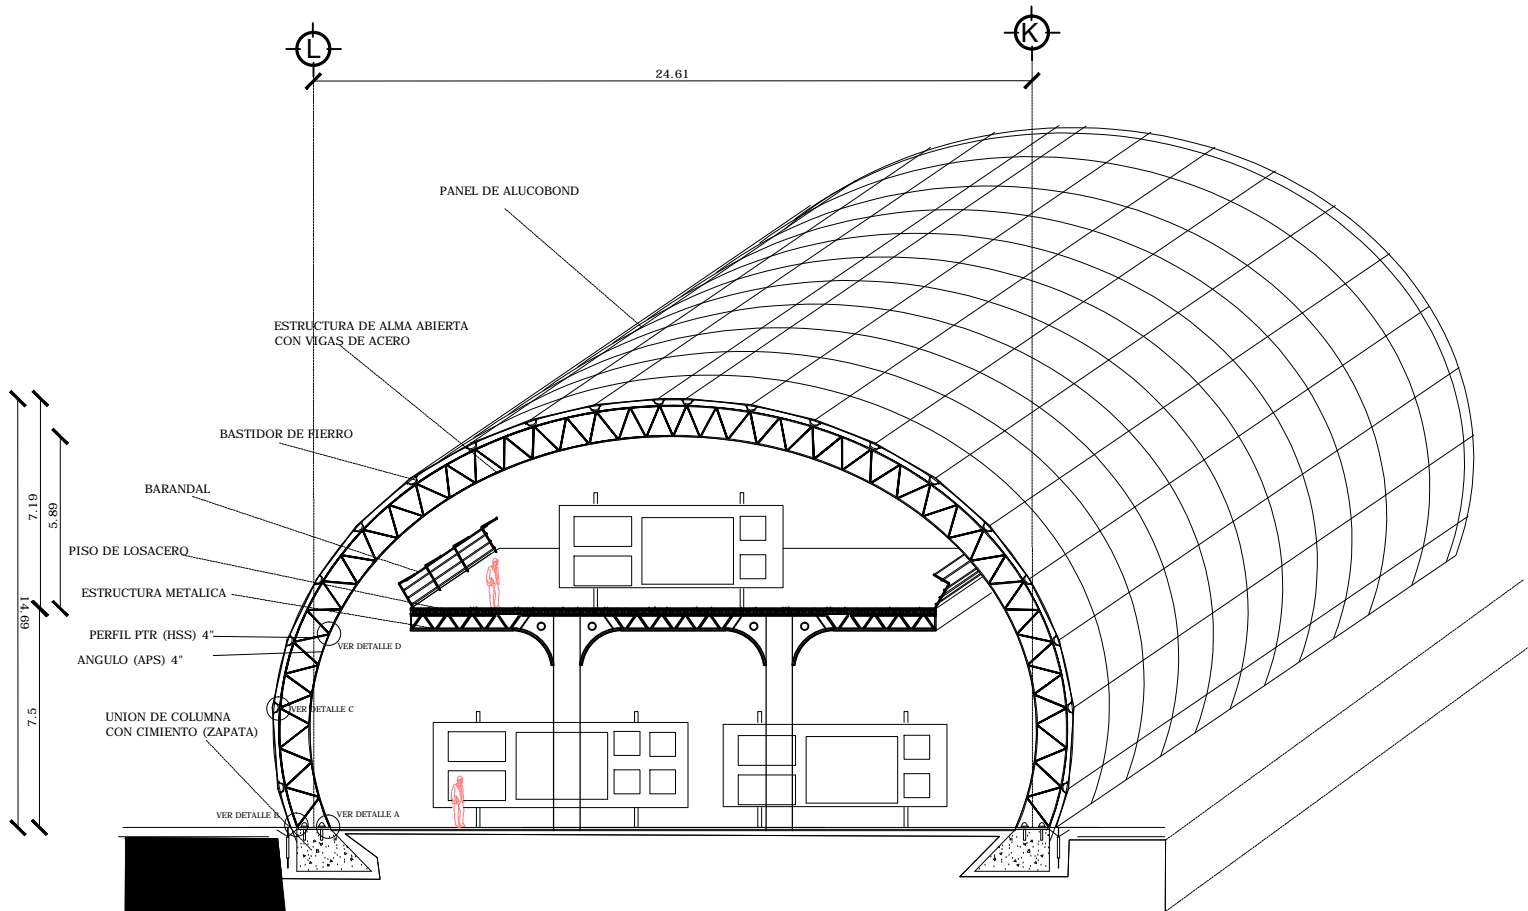 L
K
24.61
PANEL DE ALUCOBOND
ESTRUCTURA DE ALMA ABIERTA
CON VIGAS DE ACERO
BASTIDOR DE FIERRO
BARANDAL
7.19
5.89
PISO DE LOSACERO
ESTRUCTURA METALICA
14.69
PERFIL PTR (HSS) 4"
VER DETALLE D
ANGULO (APS) 4"
7.5
VER DETALLE C
UNION DE COLUMNA
CON CIMIENTO (ZAPATA)
VER DETALLE B
VER DETALLE A